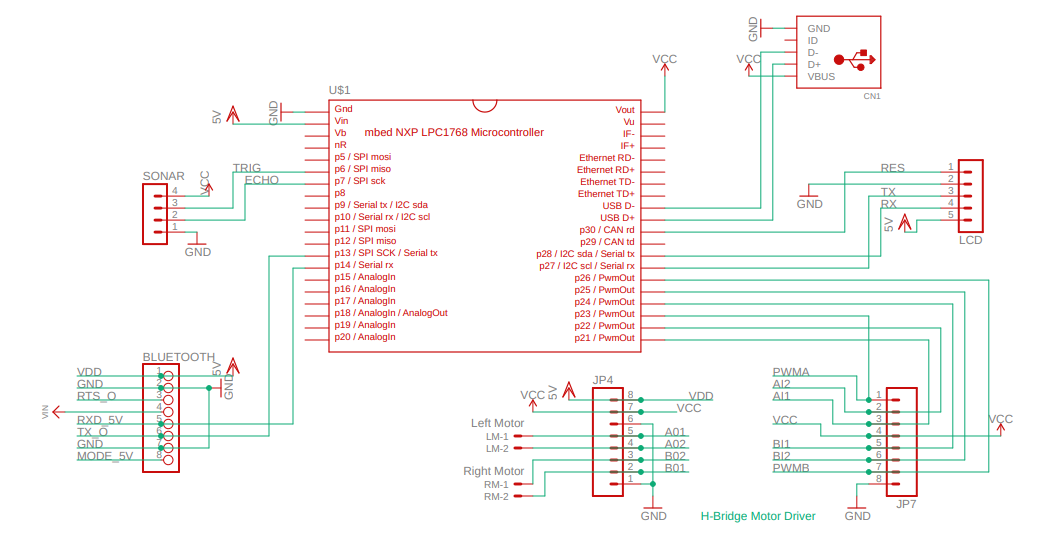 GND
GND
ID
D-
D+
VBUS
CN1
VCC
VCC
U$1
5V
GND
Gnd
Vin
Vb
nR
p5 / SPI mosi
p6 / SPI miso
p7 / SPI sck
p8
p9 / Serial tx / I2C sda
p10 / Serial rx / I2C scl
p11 / SPI mosi
p12 / SPI miso
p13 / SPI SCK / Serial tx
p14 / Serial rx
p15 / AnalogIn
p16 / AnalogIn
p17 / AnalogIn
p18 / AnalogIn / AnalogOut
p19 / AnalogIn
p20 / AnalogIn
mbed NXP LPC1768 Microcontroller
Vout
Vu
IF-
IF+
Ethernet RD-
Ethernet RD+
Ethernet TD-
Ethernet TD+
USB D-
USB D+
p30 / CAN rd
p29 / CAN td
p28 / I2C sda / Serial tx
p27 / I2C scl / Serial rx
p26 / PwmOut
p25 / PwmOut
p24 / PwmOut
p23 / PwmOut
p22 / PwmOut
p21 / PwmOut
SONAR
4
3
2
1
VCC
TRIG
ECHO
GND
RES
GND
TX
RX
5V
1
2
3
4
5
LCD
BLUETOOTH
5V
GND
VDD
GND
RTS_O
VIN
RXD_5V
TX_O
GND
MODE_5V
1
2
3
4
5
6
7
8
JP4
VCC
5V
8
7
6
5
4
3
2
1
VDD
VCC
A01
A02
B02
B01
Left Motor
LM-1
LM-2
Right Motor
RM-1
RM-2
GND
PWMA
AI2
AI1
VCC
BI1
BI2
PWMB
1
2
3
4
5
6
7
8
VCC
GND
JP7
H-Bridge Motor Driver